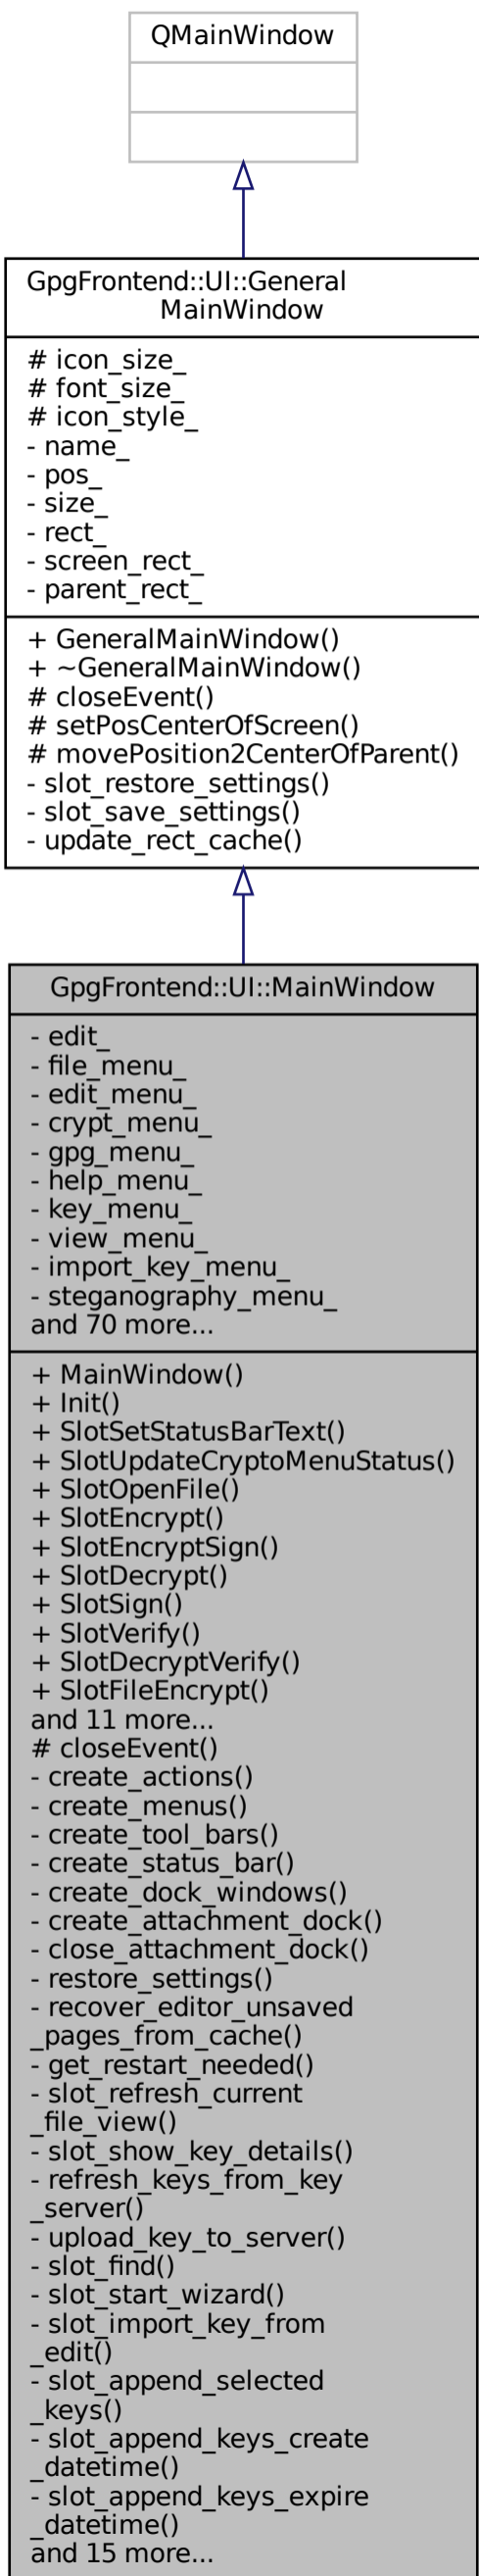 QMainWindow
GpgFrontend::UI::General
MainWindow
# icon_size_
# font_size_
# icon_style_
- name_
- pos_
- size_
- rect_
- screen_rect_
- parent_rect_
+ GeneralMainWindow()
+ ~GeneralMainWindow()
# closeEvent()
# setPosCenterOfScreen()
# movePosition2CenterOfParent()
- slot_restore_settings()
- slot_save_settings()
- update_rect_cache()
GpgFrontend::UI::MainWindow
- edit_
- file_menu_
- edit_menu_
- crypt_menu_
- gpg_menu_
- help_menu_
- key_menu_
- view_menu_
- import_key_menu_
- steganography_menu_
and 70 more...
+ MainWindow()
+ Init()
+ SlotSetStatusBarText()
+ SlotUpdateCryptoMenuStatus()
+ SlotOpenFile()
+ SlotEncrypt()
+ SlotEncryptSign()
+ SlotDecrypt()
+ SlotSign()
+ SlotVerify()
+ SlotDecryptVerify()
+ SlotFileEncrypt()
and 11 more...
# closeEvent()
- create_actions()
- create_menus()
- create_tool_bars()
- create_status_bar()
- create_dock_windows()
- create_attachment_dock()
- close_attachment_dock()
- restore_settings()
- recover_editor_unsaved
_pages_from_cache()
- get_restart_needed()
- slot_refresh_current
_file_view()
- slot_show_key_details()
- refresh_keys_from_key
_server()
- upload_key_to_server()
- slot_find()
- slot_start_wizard()
- slot_import_key_from
_edit()
- slot_append_selected
_keys()
- slot_append_keys_create
_datetime()
- slot_append_keys_expire
_datetime()
and 15 more...